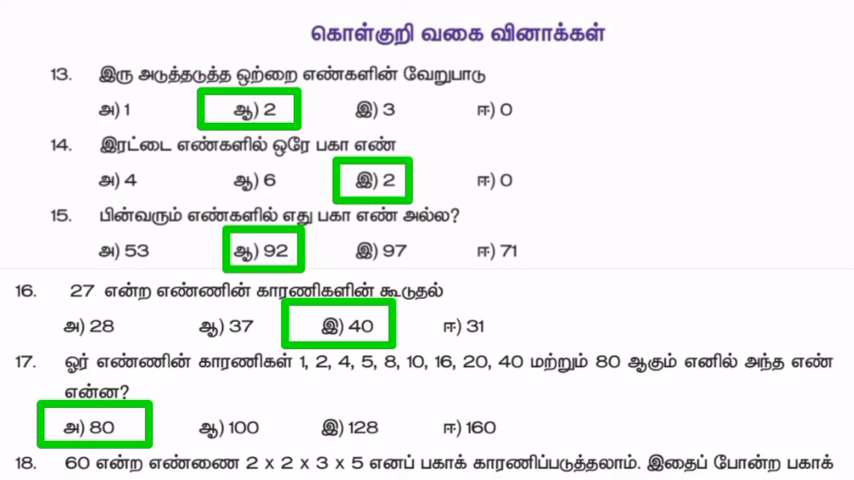 கொள்குறி வகை வினாக்கள்
13. இரு அடுத்தடுத்த ஒற்றை எண்களின் வேறுபாடு
அ) 1 ஆ) 2 இ) 3 ஈ) 0
14. இரட்டை எண்களில் ஒரே பகா எண்
அ) 4 ஆ) 6 இ) 2 ஈ) 0
15. பின்வரும் எண்களில் எது பகா எண் அல்ல?
அ) 53 ஆ) 92 இ) 97 ஈ) 71
16. 27 என்ற எண்ணின் காரணிகளின் கூடுதல்
அ) 28 ஆ) 37 இ) 40 ஈ) 31
17. ஓர் எண்ணின் காரணிகள் 1, 2, 4, 5, 8, 10, 16, 20, 40 மற்றும் 80 ஆகும் எனில் அந்த எண்
என்ன?
அ) 80 ஆ) 100 இ) 128 ஈ) 160
18. 60 என்ற எண்ணை 2 x 2 x 3 x 5 எனப் பகாக் காரணிப்படுத்தலாம். இதைப் போன்ற பகாக்